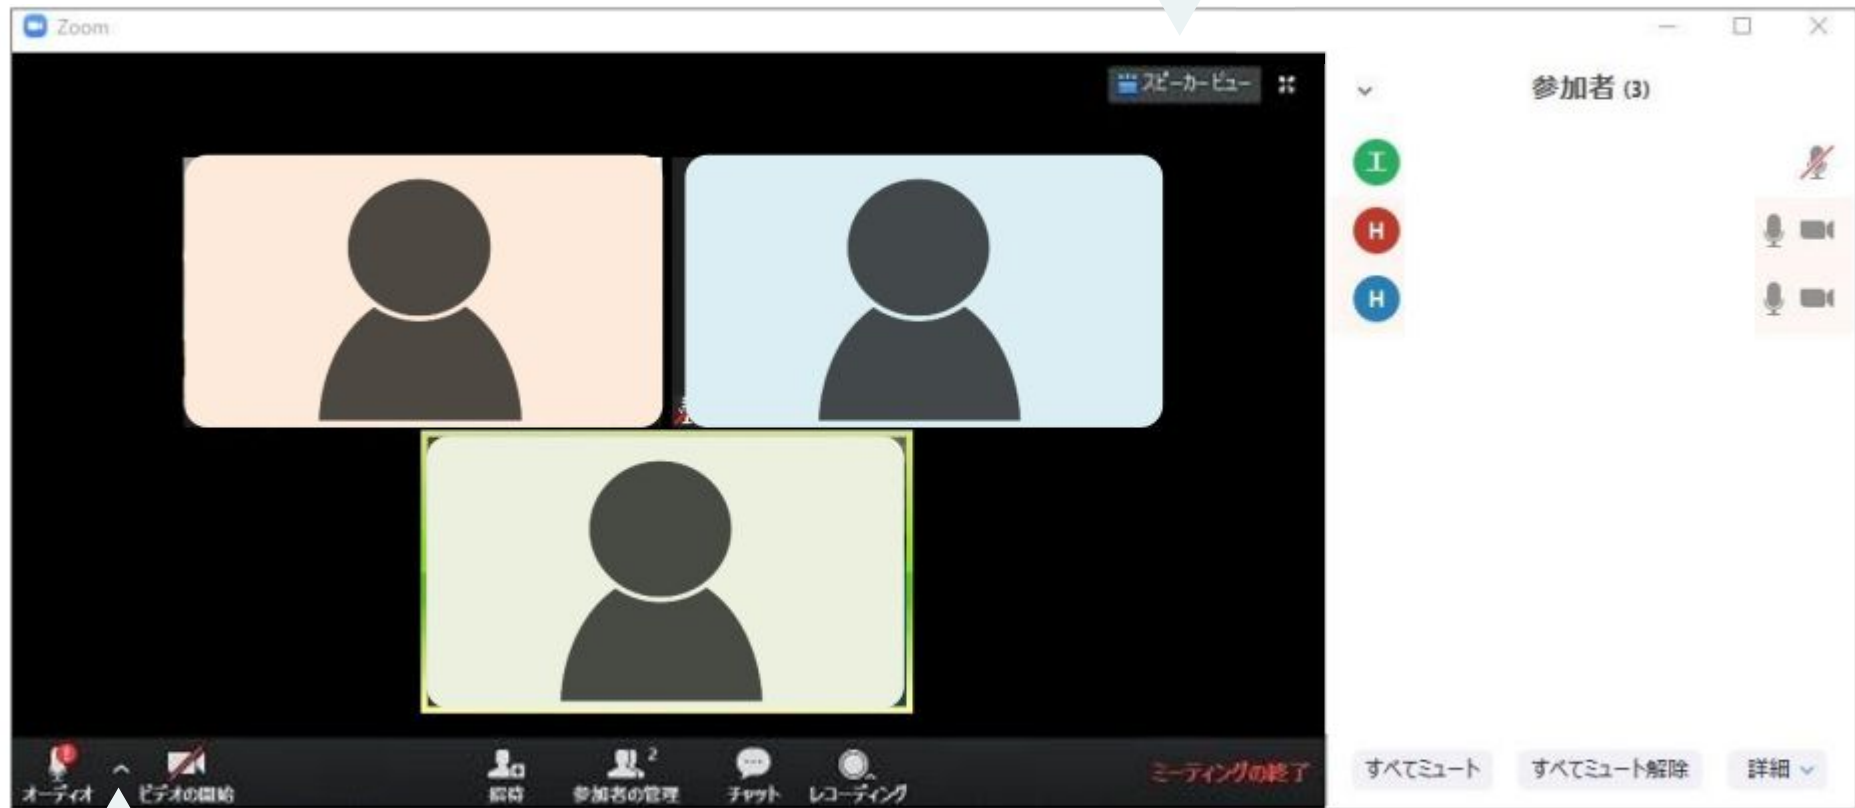 Zoom
スピーカー ビュー
参加者 (3)
エ
H
H
オーディオ
ビデオの開始
招待
参加者の管理
2
チャット
レコーディング
ミーティングの終了
すべてミュート
すべてミュート解除
詳細